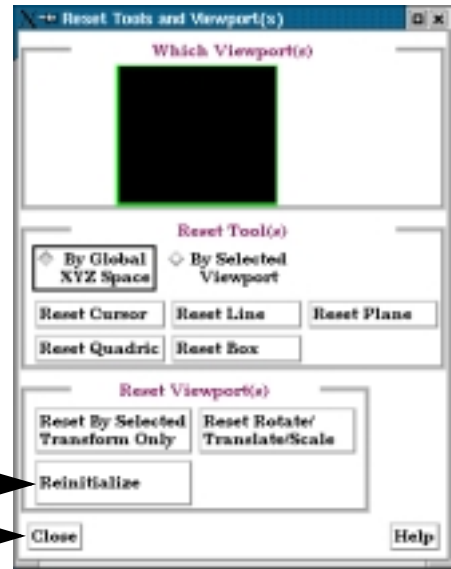 Reset Tools and Viewport(s)
Which Viewport(s)
Reset Tool(s)
By Global
XYZ Space
By Selected
Viewport
Reset Cursor
Reset Line
Reset Plane
Reset Quadric
Reset Box
Reset Viewport(s)
Reset By Selected
Transform Only
Reset Rotate/
Translate/Scale
Reinitialize
Close
Help